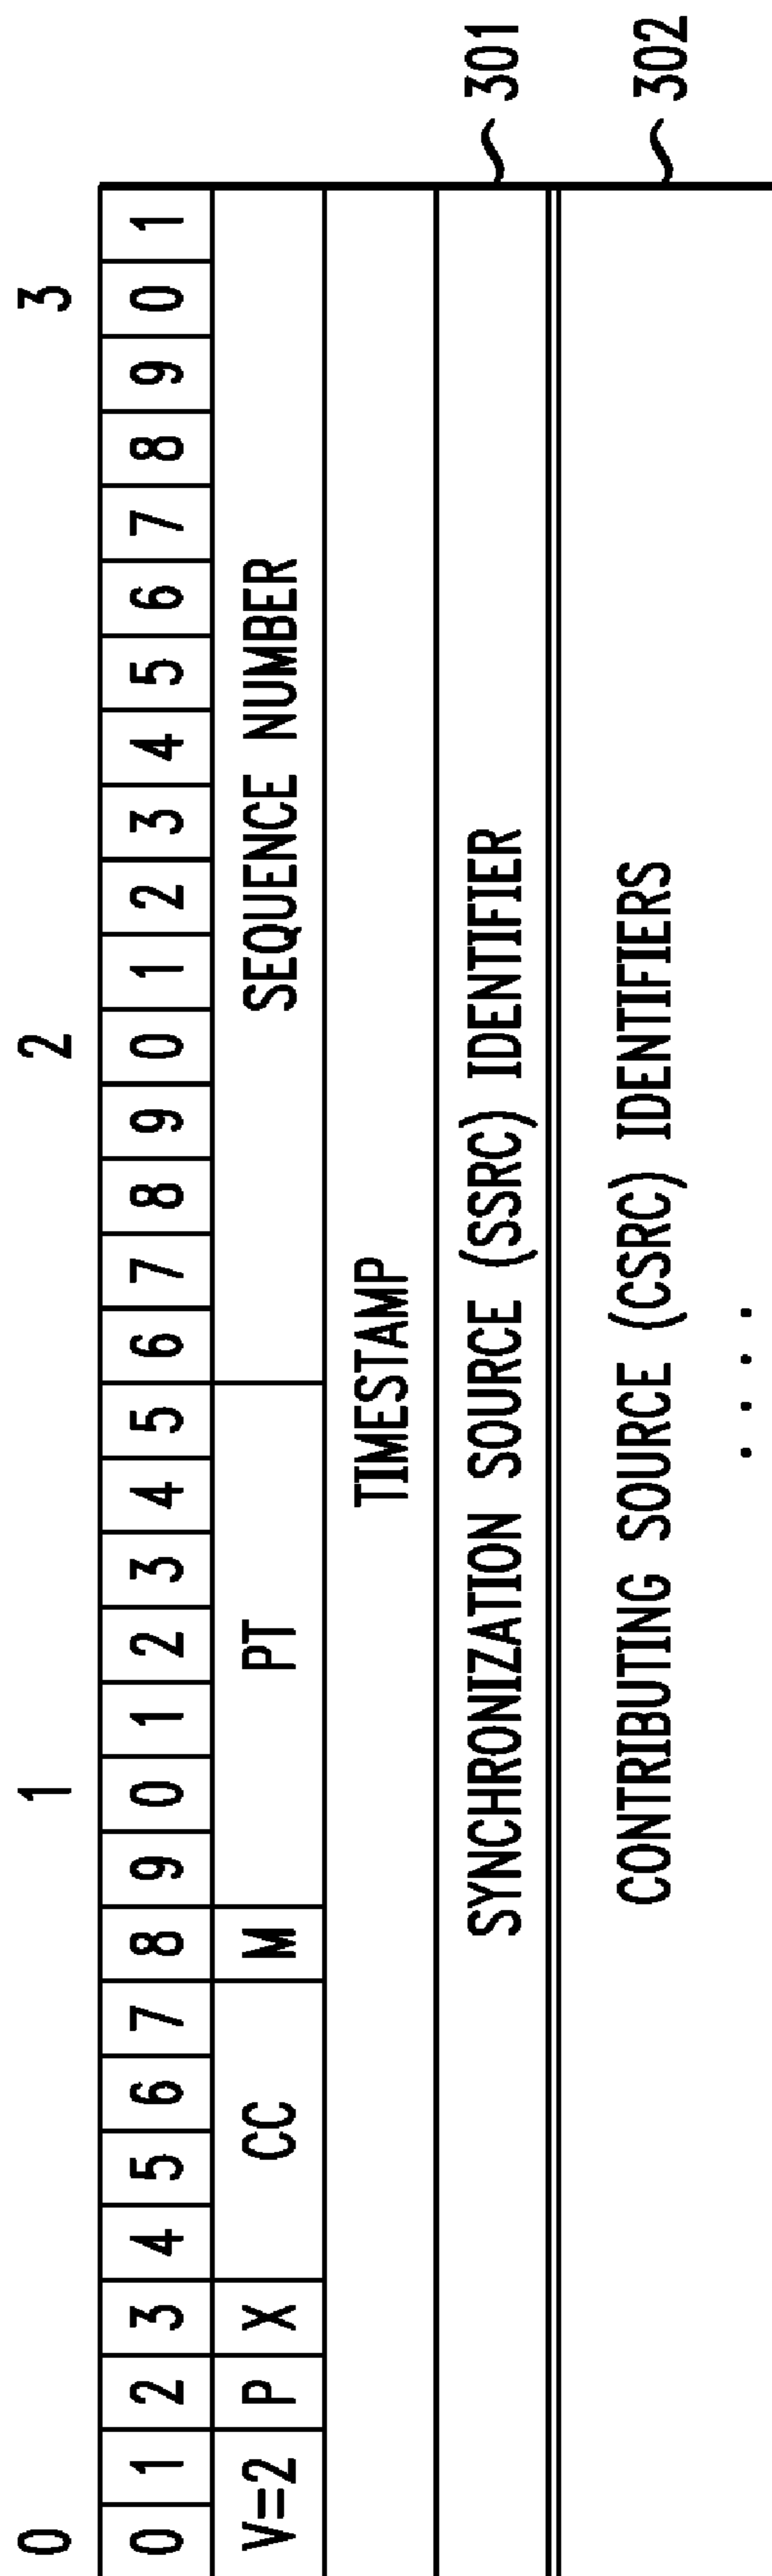 0 1 2 3
0 1 2 3 4 5 6 7 8 9 0 1 2 3 4 5 6 7 8 9 0 1 2 3 4 5 6 7 8 9 0 1
V=2 P X CC M PT SEQUENCE NUMBER
TIMESTAMP
SYNCHRONIZATION SOURCE (SSRC) IDENTIFIER 301
CONTRIBUTING SOURCE (CSRC) IDENTIFIERS 302
. . . .